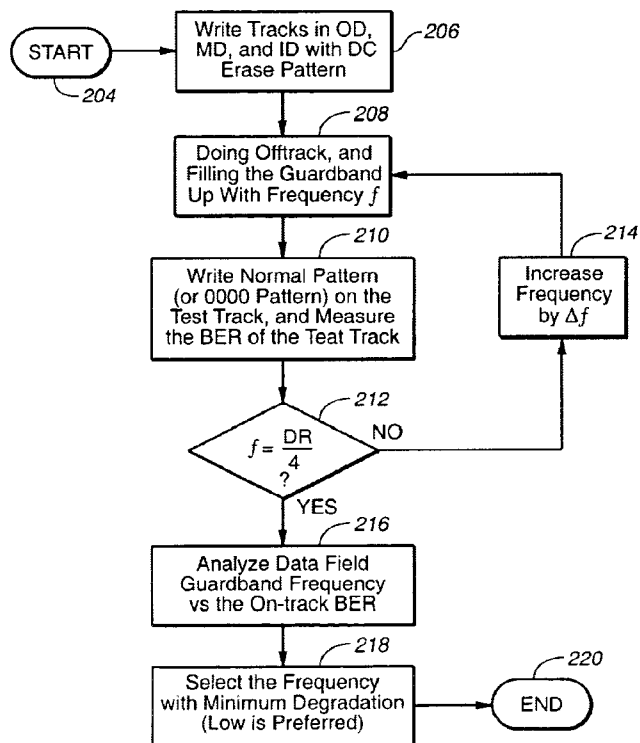 START
204
Write Tracks in OD,
MD, and ID with DC
Erase Pattern
206
208
Doing Offtrack, and
Filling the Guardband
Up With Frequency f
210
Write Normal Pattern
(or 0000 Pattern) on the
Test Track, and Measure
the BER of the Teat Track
214
Increase
Frequency
by Δf
212
f = DR/4
?
NO
YES
216
Analyze Data Field
Guardband Frequency
vs the On-track BER
218
Select the Frequency
with Minimum Degradation
(Low is Preferred)
220
END